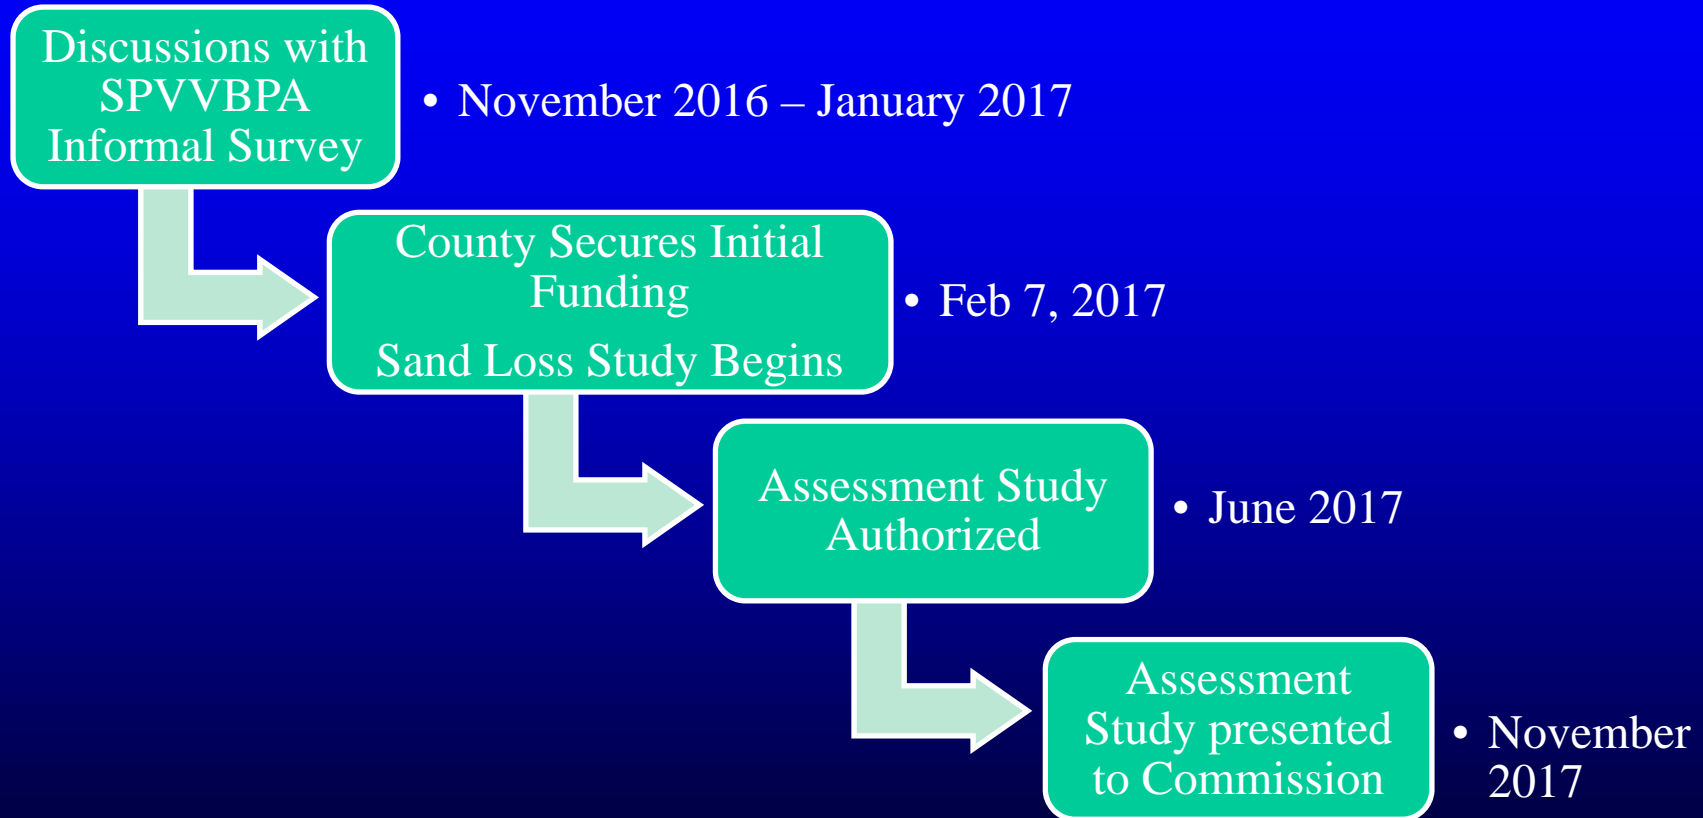 Discussions with
SPVVBPA
Informal Survey
• November 2016 – January 2017
County Secures Initial
Funding
Sand Loss Study Begins
• Feb 7, 2017
Assessment Study
Authorized
• June 2017
Assessment
Study presented
to Commission
• November
2017